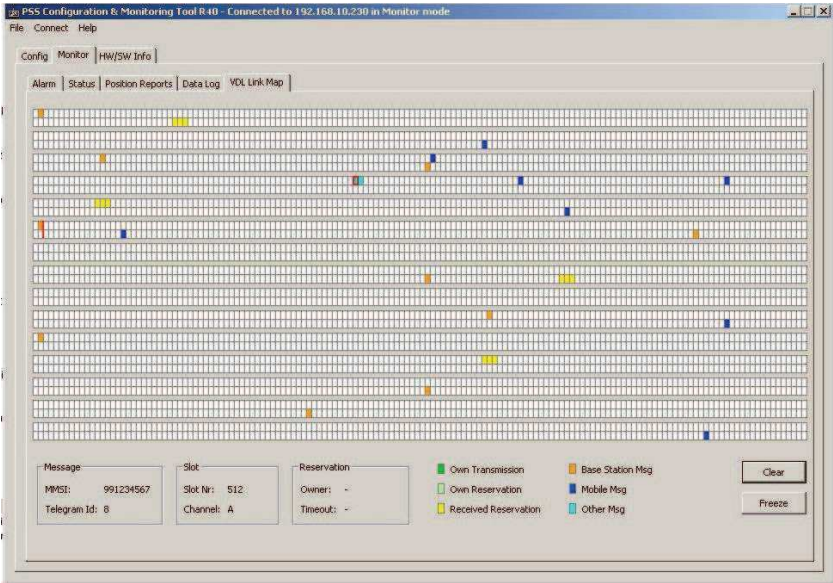 PSS Configuration & Monitoring Tool R40 - Connected to 192.168.10.230 in Monitor mode
File Connect Help
Config Monitor HW/SW Info
Alarm Status Position Reports Data Log VDL Link Map
Message
MMSI: 991234567
Telegram Id: 8
Slot
Slot Nr: 512
Channel: A
Reservation
Owner: -
Timeout: -
Own Transmission
Own Reservation
Received Reservation
Base Station Msg
Mobile Msg
Other Msg
Clear
Freeze